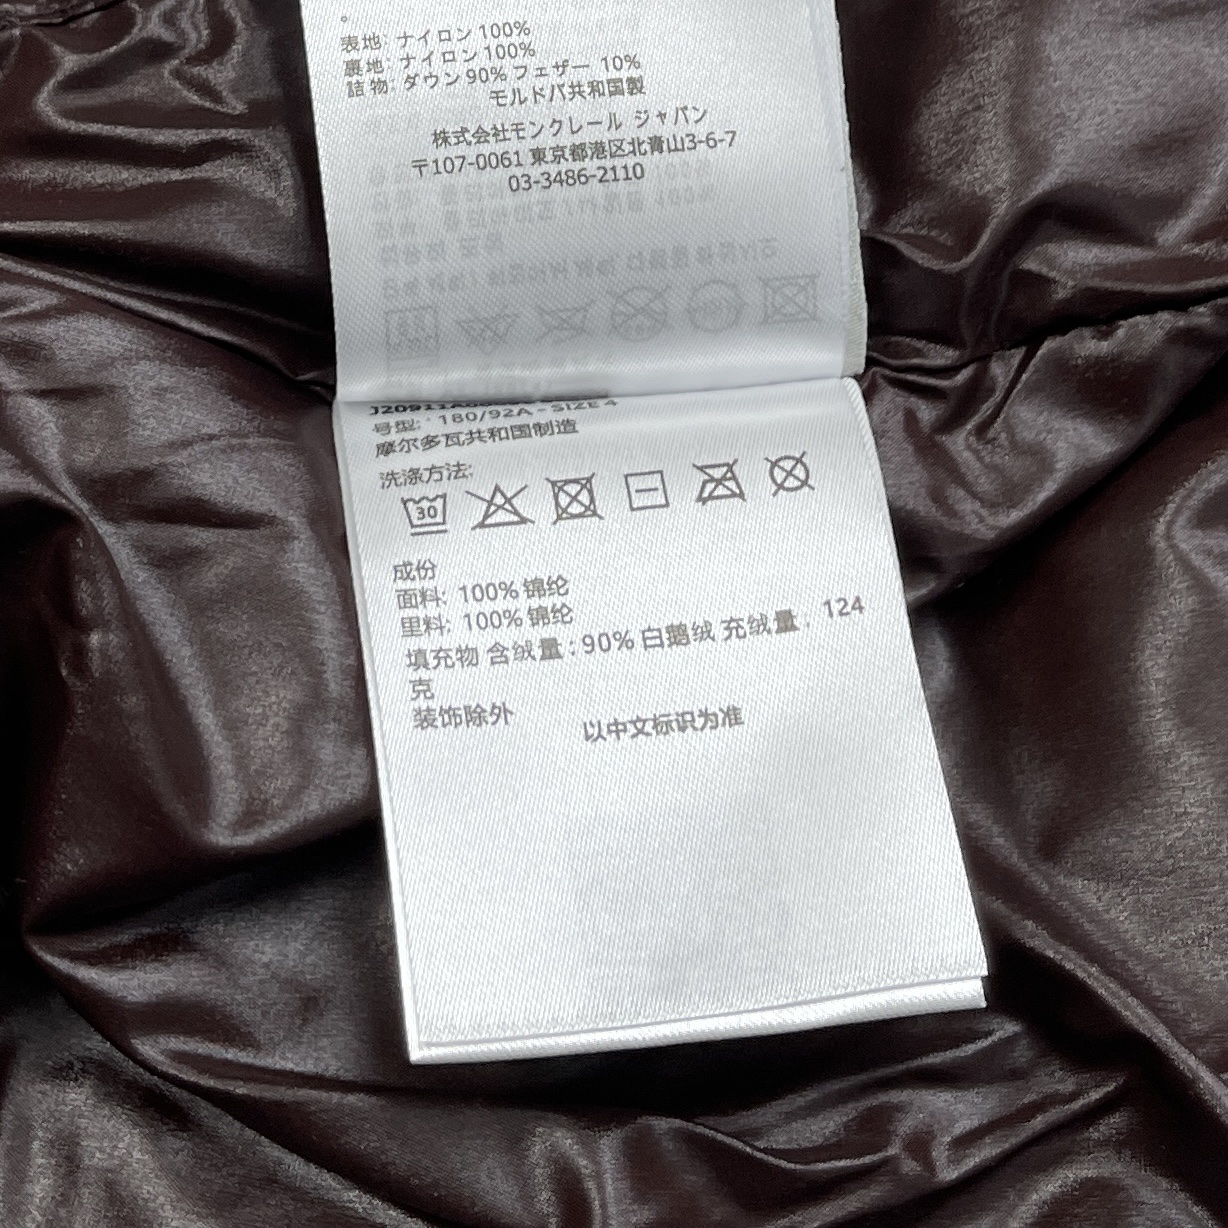 。
表地: ナイロン 100%
裏地: ナイロン 100%
詰物: ダウン 90% フェザー 10%
モルドバ共和国製
株式会社モンクレール ジャパン
〒107-0061 東京都港区北青山3-6-7
03-3486-2110
号型: 180/92A - SIZE 4
摩尔多瓦共和国制造
洗涤方法:
30
成份
面料: 100% 锦纶
里料: 100% 锦纶
填充物 含绒量 : 90% 白鹅绒 充绒量 : 124
克
装饰除外
以中文标识为准